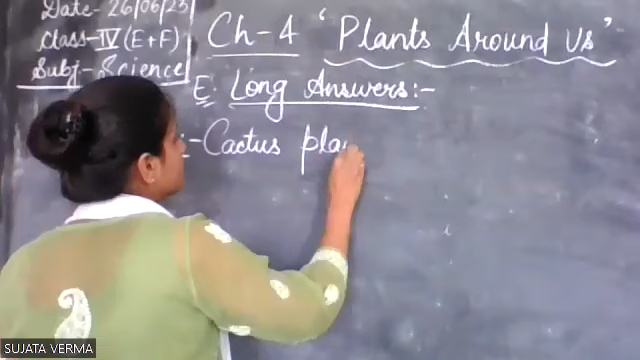 Date- 26/06/23
Class-IV (E+F)
Subj- Science
Ch-4 'Plants Around Us'
E. Long Answers:-
:- Cactus pla
SUJATA VERMA